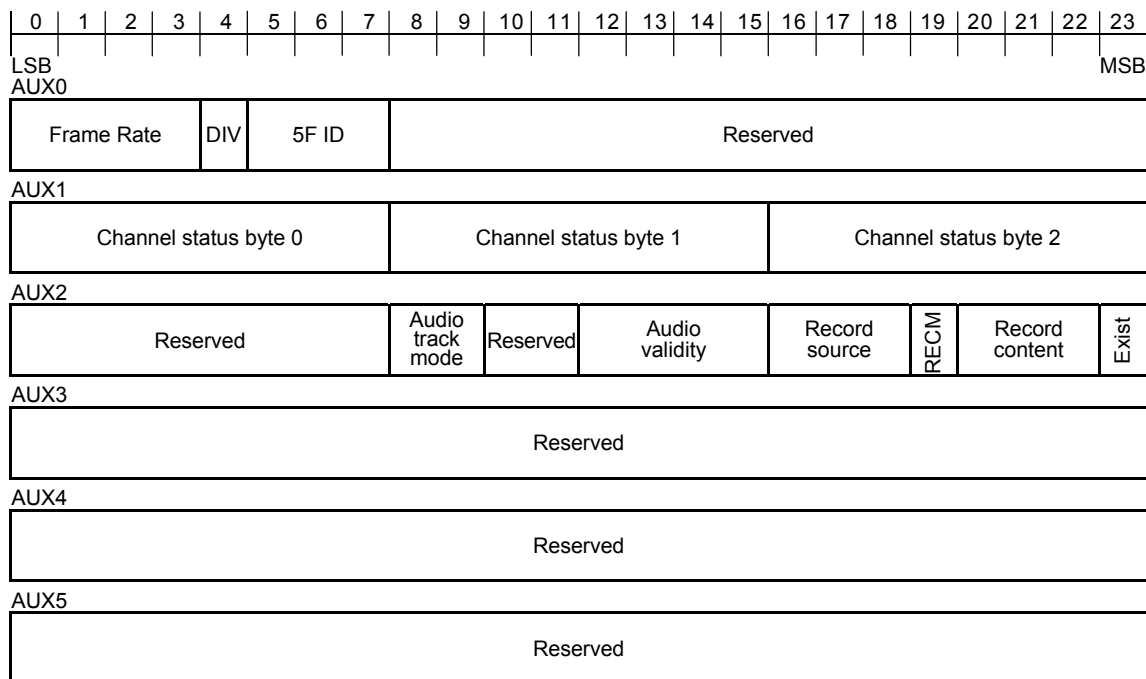 0 1 2 3 4 5 6 7 8 9 10 11 12 13 14 15 16 17 18 19 20 21 22 23
LSB MSB
AUX0
Frame Rate DIV 5F ID Reserved
AUX1
Channel status byte 0 Channel status byte 1 Channel status byte 2
AUX2
Reserved
Audio
track
mode
Reserved
Audio
validity
Record
source
RECM
Record
content
Exist
AUX3
Reserved
AUX4
Reserved
AUX5
Reserved